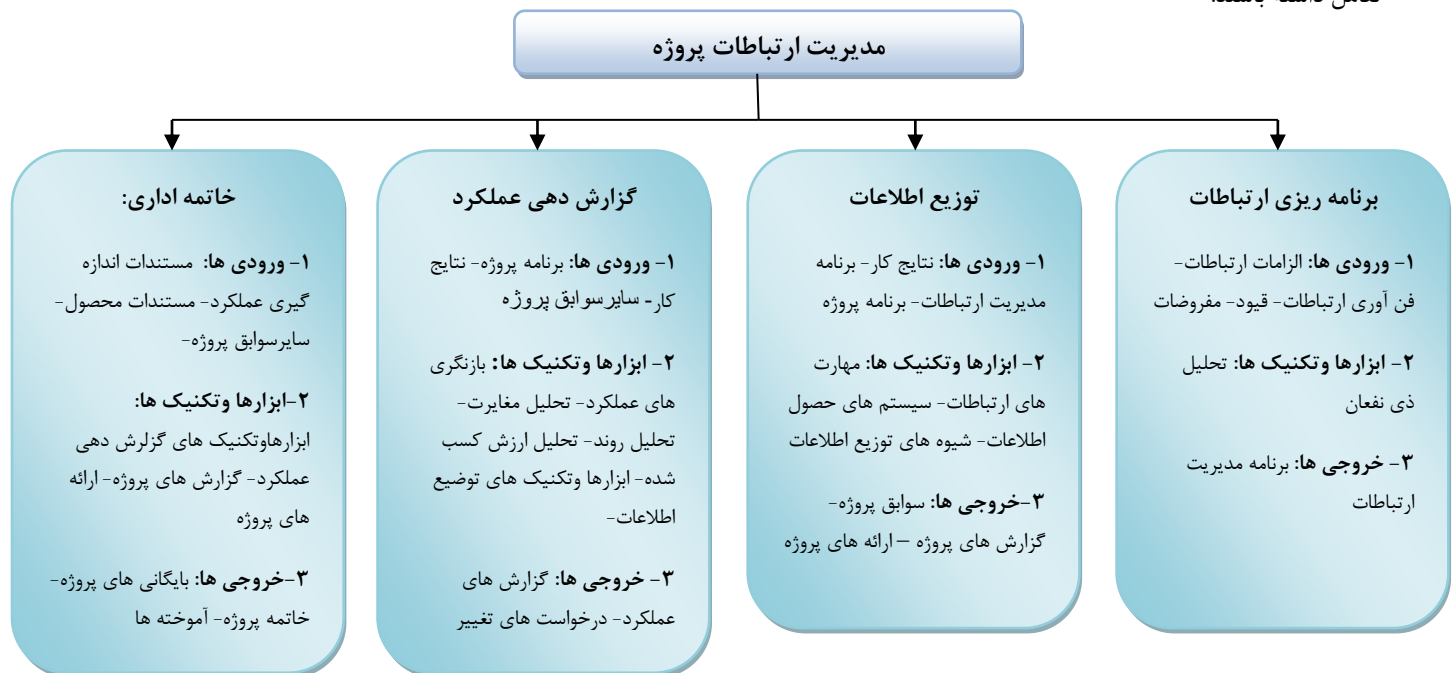 مدیریت ارتباطات پروژه
برنامه ریزی ارتباطات
۱- ورودی ها: الزامات ارتباطات-
فن آوری ارتباطات- قیود- مفروضات
۲- ابزارها وتکنیک ها: تحلیل
ذی نفعان
۳- خروجی ها: برنامه مدیریت
ارتباطات
توزیع اطلاعات
۱- ورودی ها: نتایج کار- برنامه
مدیریت ارتباطات- برنامه پروژه
۲- ابزارها وتکنیک ها: مهارت
های ارتباطات- سیستم های حصول
اطلاعات- شیوه های توزیع اطلاعات
۳-خروجی ها: سوابق پروژه-
گزارش های پروژه – ارائه های پروژه
گزارش دهی عملکرد
۱- ورودی ها: برنامه پروژه- نتایج
کار- سایرسوابق پروژه
۲- ابزارها وتکنیک ها: بازنگری
های عملکرد- تحلیل مغایرت-
تحلیل روند- تحلیل ارزش کسب
شده- ابزارها وتکنیک های توضیع
اطلاعات-
۳- خروجی ها: گزارش های
عملکرد- درخواست های تغییر
خاتمه اداری:
۱- ورودی ها: مستندات اندازه
گیری عملکرد- مستندات محصول-
سایرسوابق پروژه-
۲-ابزارها وتکنیک ها:
ابزارهاوتکنیک های گزلرش دهی
عملکرد- گزارش های پروژه- ارائه
های پروژه
۳-خروجی ها: بایگانی های پروژه-
خاتمه پروژه- آموخته ها